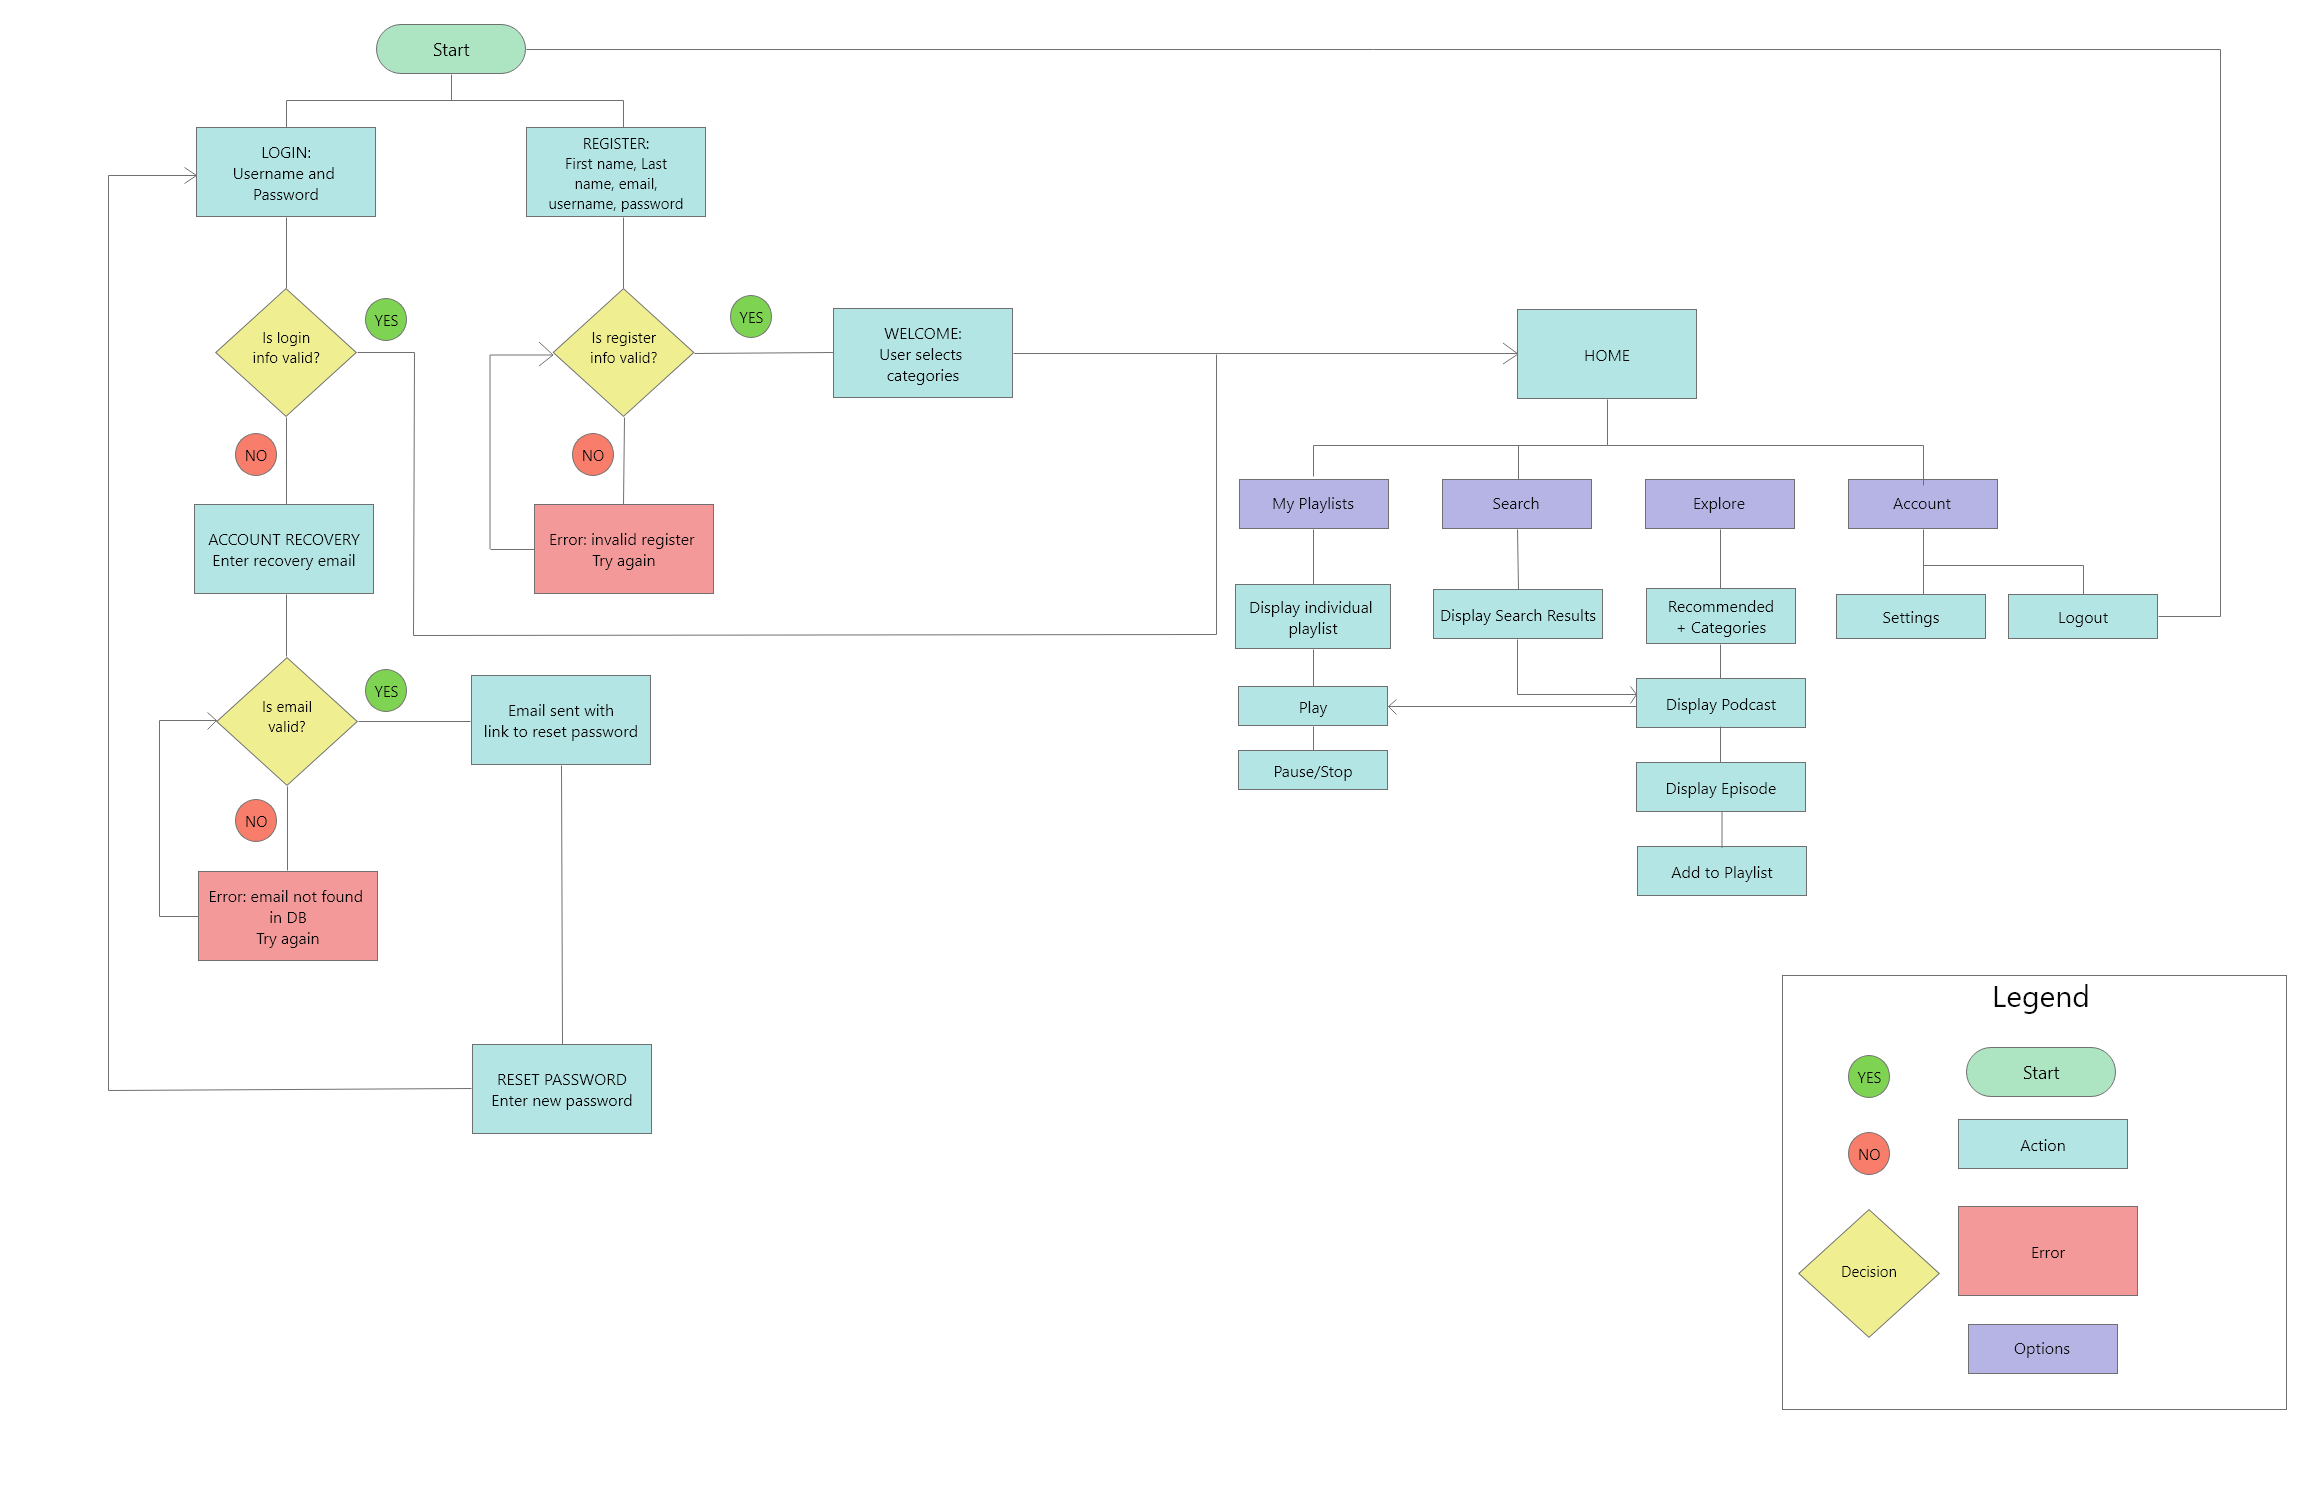 Start
LOGIN:
Username and
Password
REGISTER:
First name, Last
name, email,
username, password
Is login
info valid?
YES
Is register
info valid?
YES
WELCOME:
User selects
categories
HOME
NO
NO
ACCOUNT RECOVERY
Enter recovery email
Error: invalid register
Try again
My Playlists
Search
Explore
Account
Display individual
playlist
Display Search Results
Recommended
+ Categories
Settings
Logout
Is email
valid?
YES
Email sent with
link to reset password
Play
Display Podcast
Pause/Stop
Display Episode
NO
Add to Playlist
Error: email not found
in DB
Try again
RESET PASSWORD
Enter new password
Legend
YES
Start
NO
Action
Decision
Error
Options